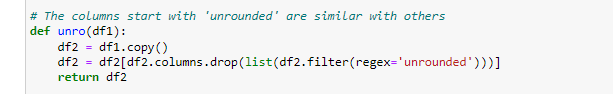 # The columns start with 'unrounded' are similar with others
def unro(df1):
    df2 = df1.copy()
    df2 = df2[df2.columns.drop(list(df2.filter(regex='unrounded')))]
    return df2